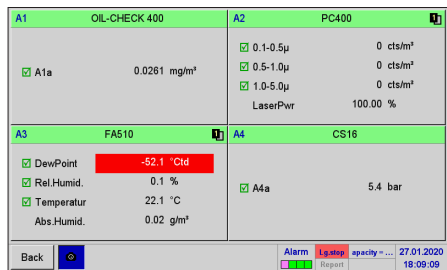 A1 OIL-CHECK 400
A1a 0.0261 mg/m³
A2 PC400 1
0.1-0.5µ 0 cts/m³
0.5-1.0µ 0 cts/m³
1.0-5.0µ 0 cts/m³
LaserPwr 100.00 %
A3 FA510 1
DewPoint -52.1 °Ctd
Rel.Humid. 0.1 %
Temperatur 22.1 °C
Abs.Humid. 0.02 g/m³
A4 CS16
A4a 5.4 bar
Back Alarm Lg.stop apacity = ... 27.01.2020
Report 18:09:09